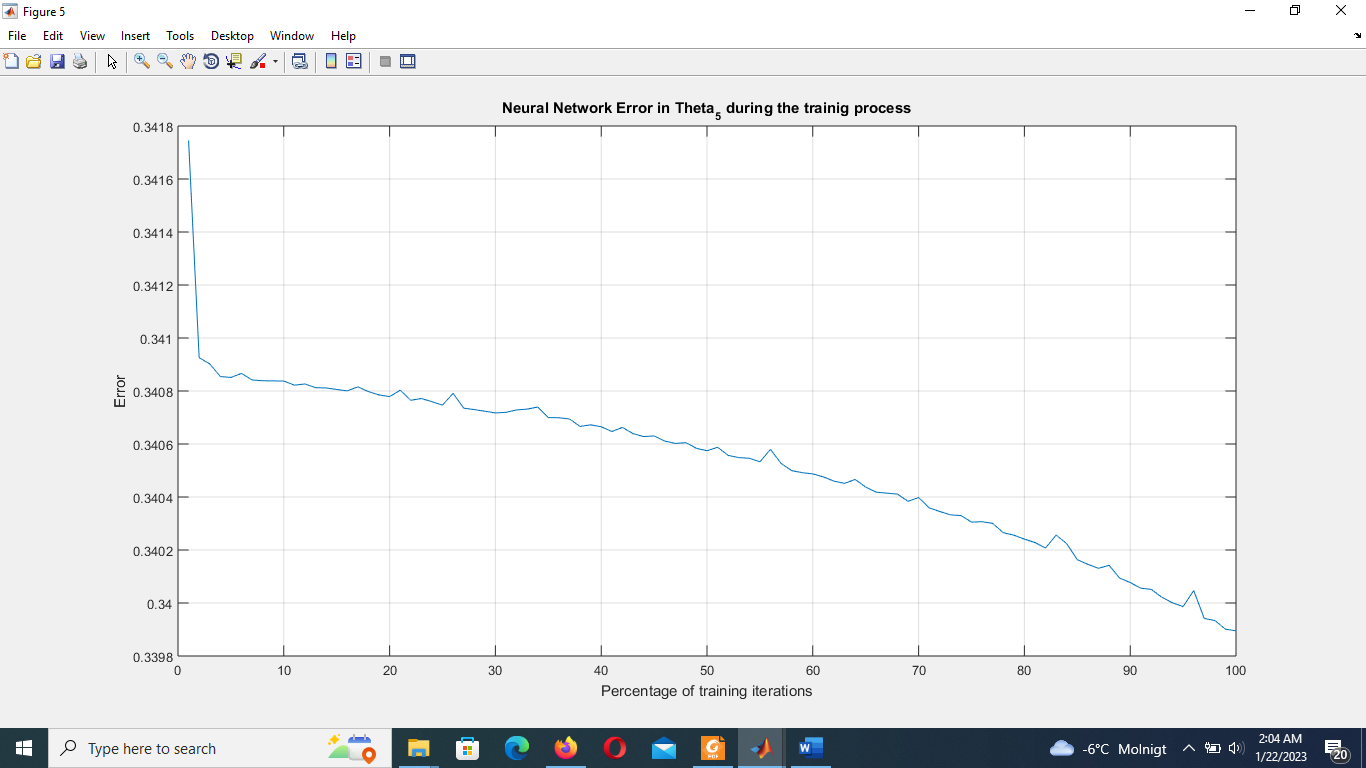 Figure 5
File Edit View Insert Tools Desktop Window Help
Neural Network Error in Theta5 during the trainig process
0.3418
0.3416
0.3414
0.3412
0.341
0.3408
0.3406
0.3404
0.3402
0.34
0.3398
Error
0 10 20 30 40 50 60 70 80 90 100
Percentage of training iterations
Type here to search
PDF
-6°C Molnigt
2:04 AM
1/22/2023
20